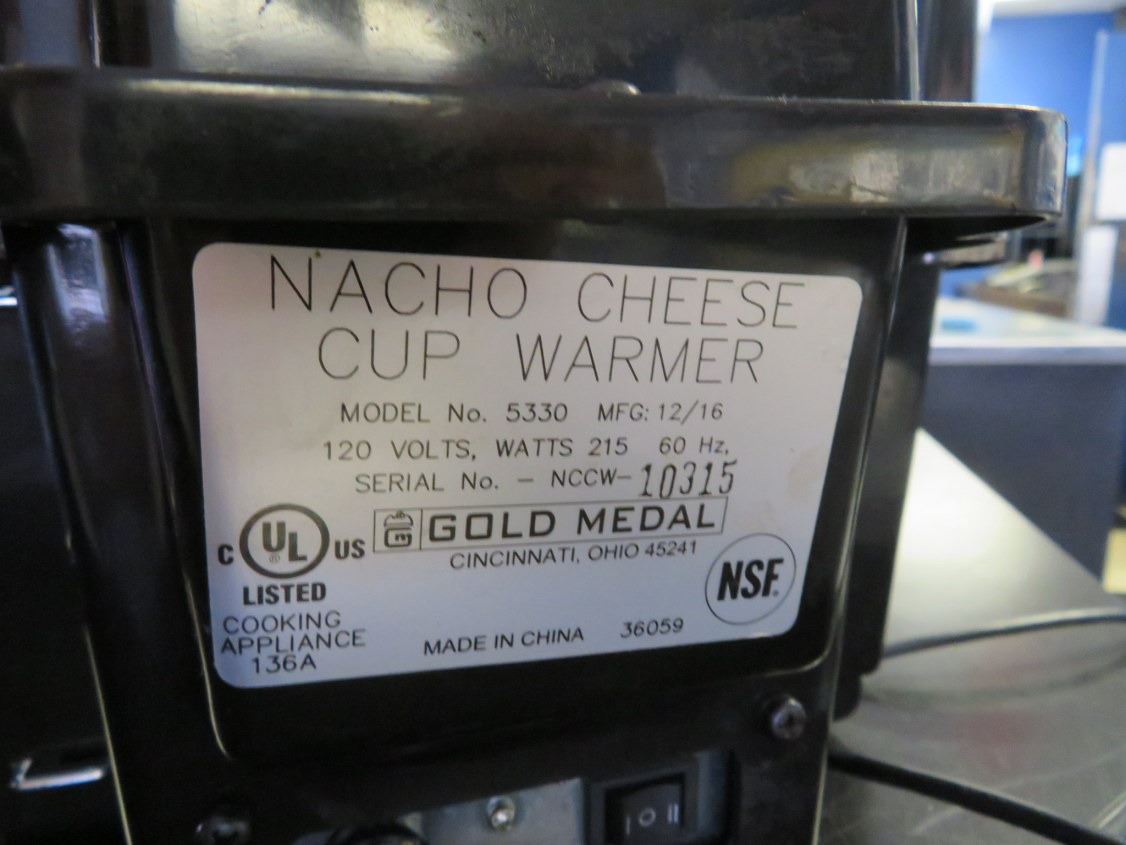 NACHO CHEESE
CUP WARMER
MODEL No. 5330 MFG: 12/16
120 VOLTS, WATTS 215 60 Hz,
SERIAL No. - NCCW-10315
GOLD MEDAL
CINCINNATI, OHIO 45241
C UL ® US
LISTED
NSF®
COOKING
APPLIANCE
136A
MADE IN CHINA 36059
I O II